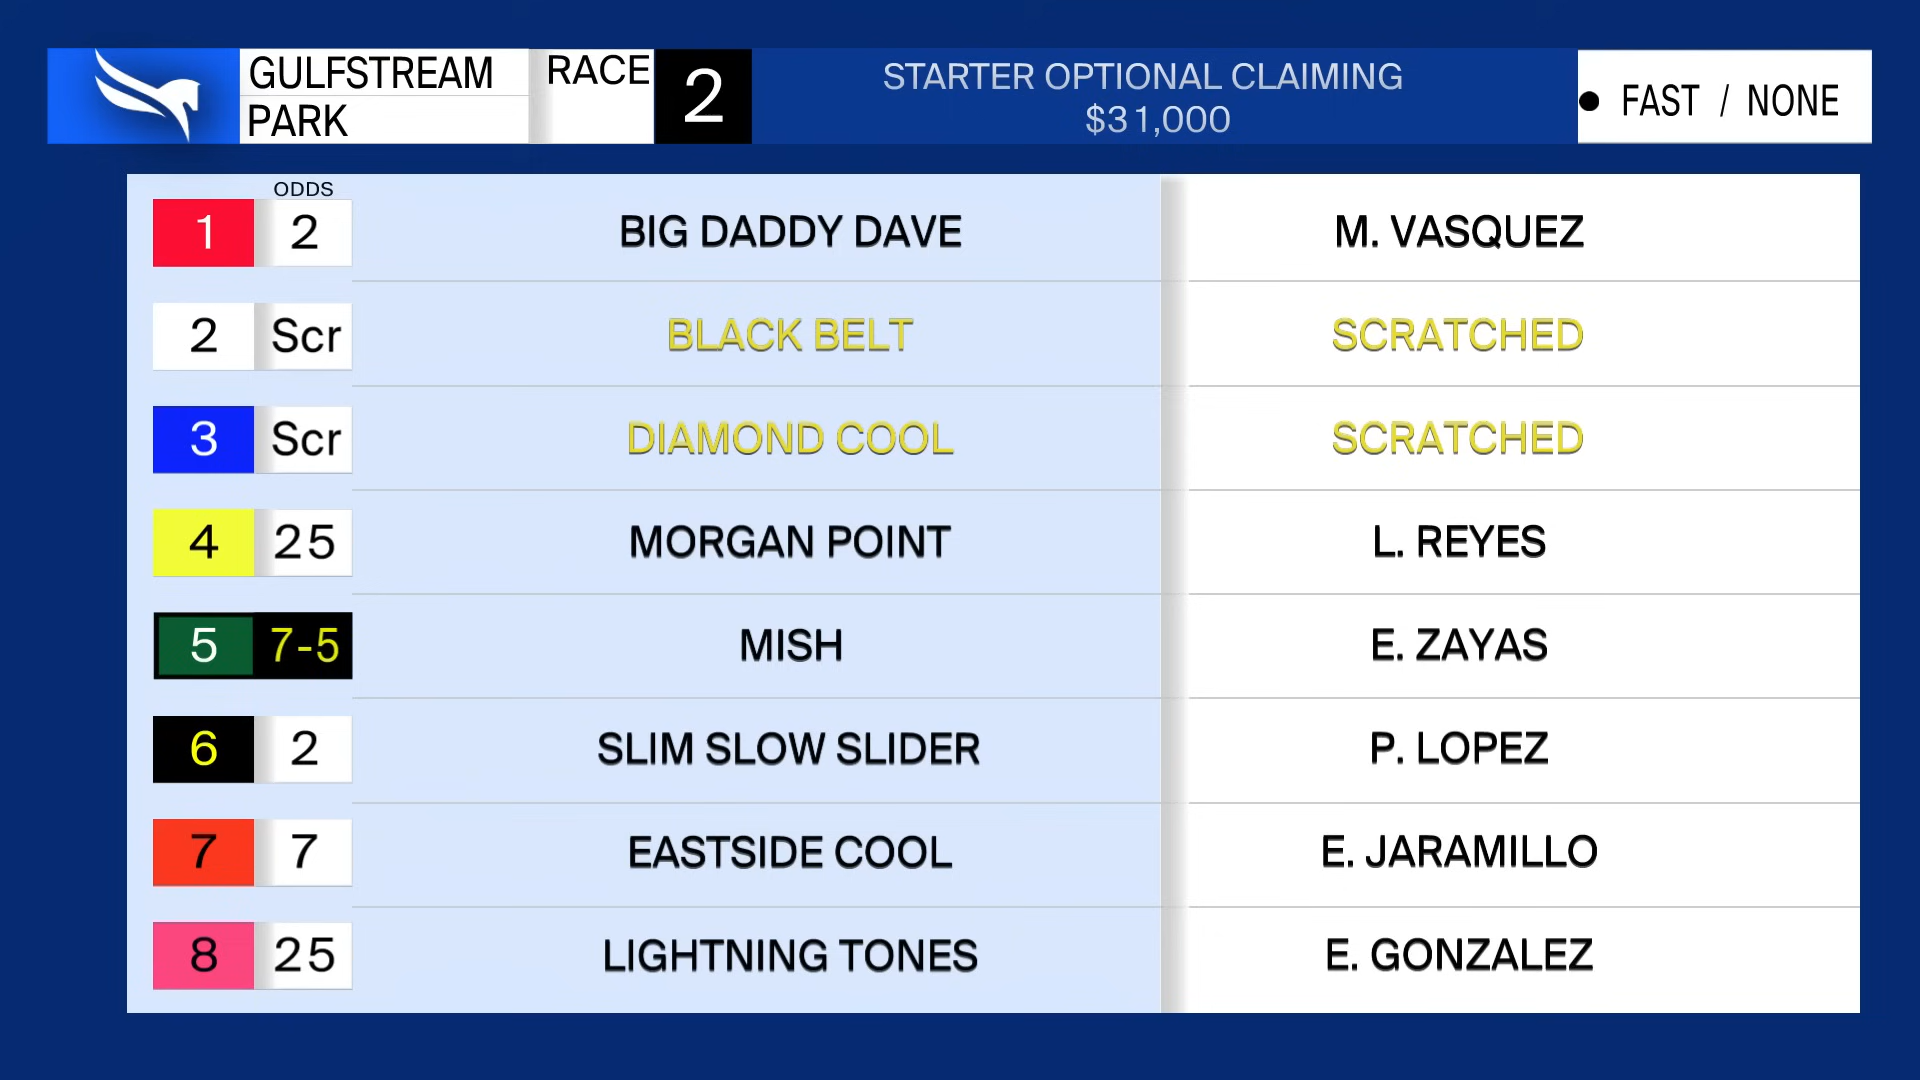 GULFSTREAM PARK
RACE 2
STARTER OPTIONAL CLAIMING
$31,000
FAST / NONE
ODDS
1 2 BIG DADDY DAVE M. VASQUEZ
2 Scr BLACK BELT SCRATCHED
3 Scr DIAMOND COOL SCRATCHED
4 25 MORGAN POINT L. REYES
5 7-5 MISH E. ZAYAS
6 2 SLIM SLOW SLIDER P. LOPEZ
7 7 EASTSIDE COOL E. JARAMILLO
8 25 LIGHTNING TONES E. GONZALEZ